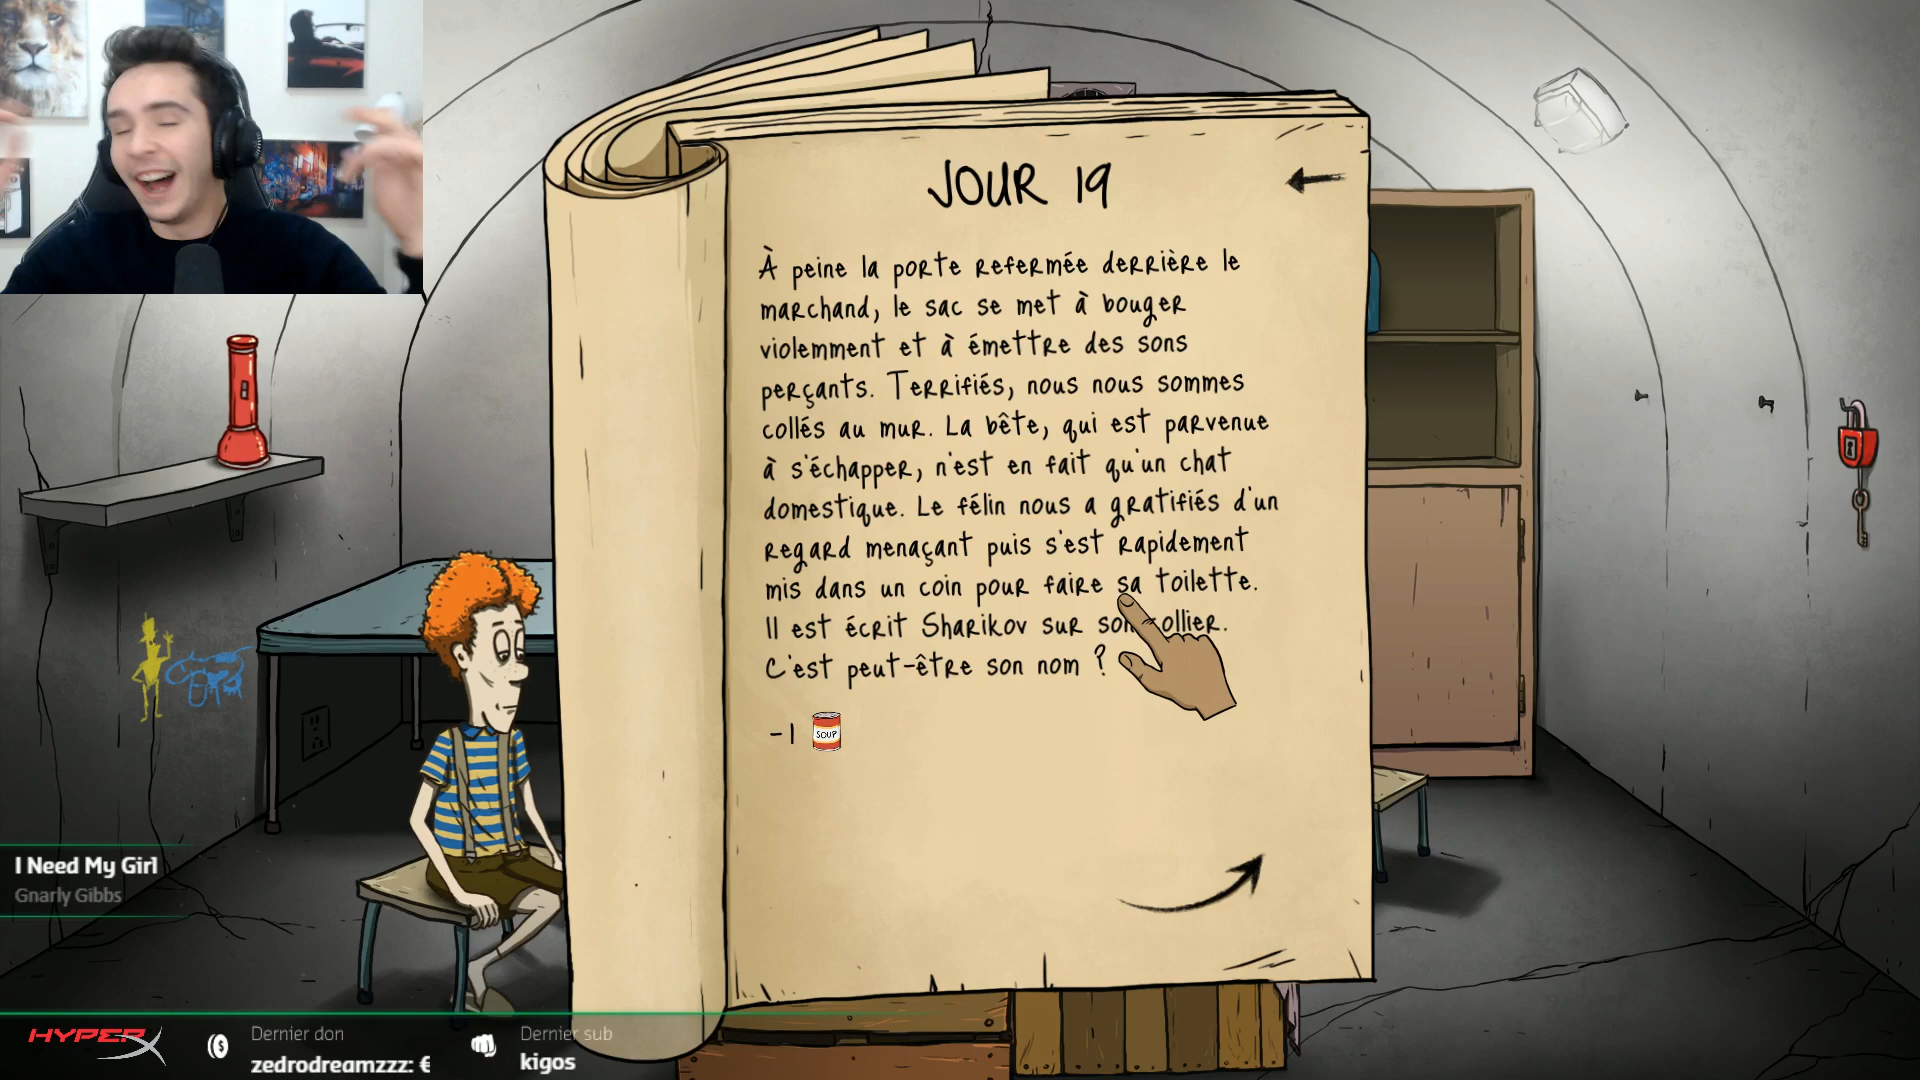 JOUR 19
À peine la porte refermée derrière le
marchand, le sac se met à bouger
violemment et à émettre des sons
perçants. Terrifiés, nous nous sommes
collés au mur. La bête, qui est parvenue
à s'échapper, n'est en fait qu'un chat
domestique. Le félin nous a gratifiés d'un
regard menaçant puis s'est rapidement
mis dans un coin pour faire sa toilette.
Il est écrit Sharikov sur son collier.
C'est peut-être son nom ?
-1 SOUP
I Need My Girl
Gnarly Gibbs
HYPERX
Dernier don
zedrodreamzzz: €
Dernier sub
kigos